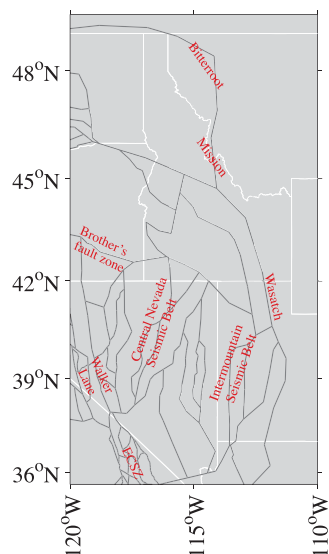 Bitterroot
48°N
Mission
45°N
Brother's
fault zone
42°N
Wasatch
Central Nevada
Seismic Belt
Intermountain
Seismic Belt
39°N
Walker
Lane
ECSZ
36°N
120°W
115°W
110°W